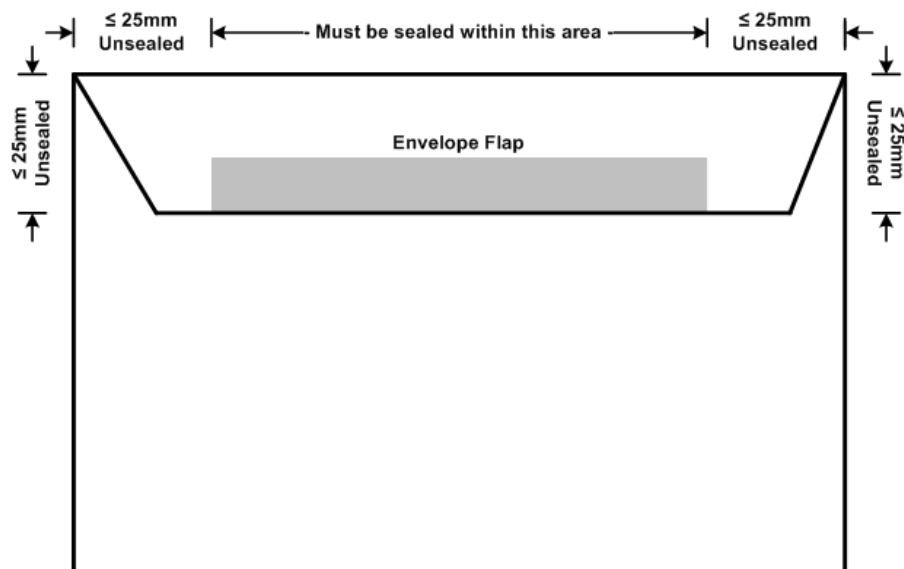 ≤ 25mm
Unsealed
Must be sealed within this area
≤ 25mm
Unsealed
≤ 25mm
Unsealed
Envelope Flap
≤ 25mm
Unsealed